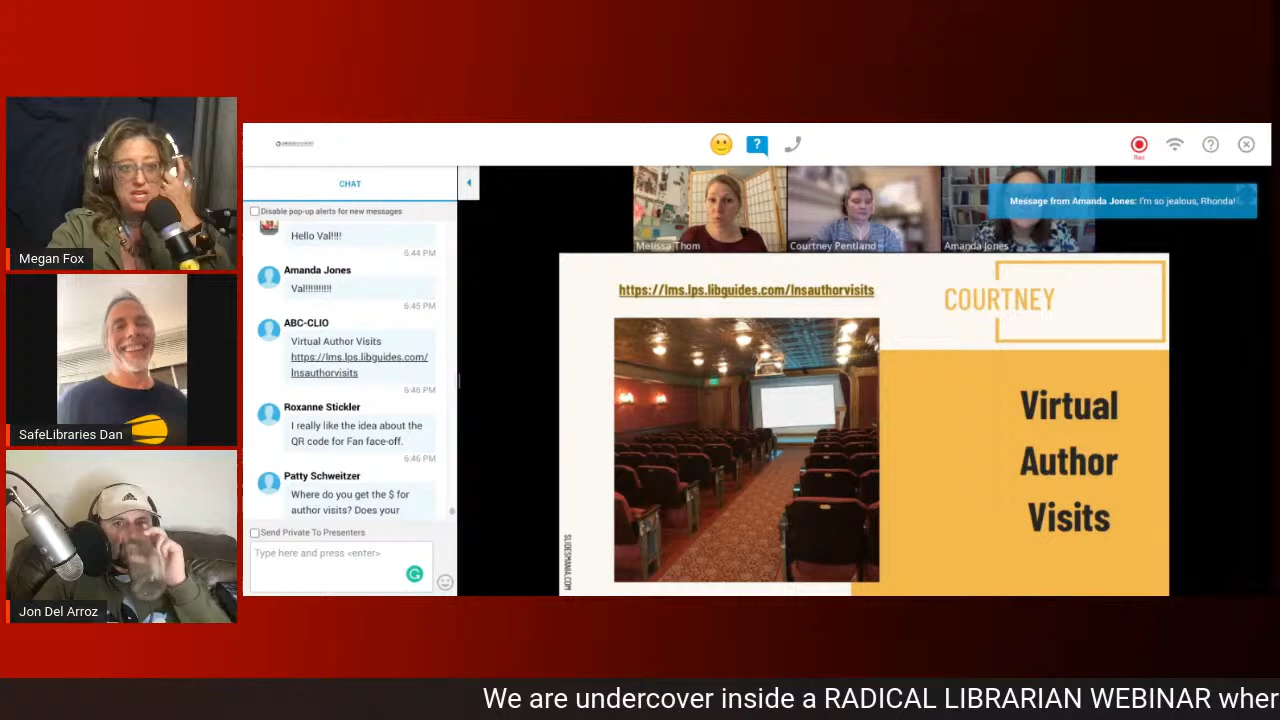 Megan Fox
SafeLibraries Dan
Jon Del Arroz
CHAT
Disable pop-up alerts for new messages
Hello Val!!!!
6:44 PM
Amanda Jones
Val!!!!!!!!!!
6:45 PM
ABC-CLIO
Virtual Author Visits
https://lms.lps.libguides.com/
lnsauthorvisits
6:46 PM
Roxanne Stickler
I really like the idea about the
QR code for Fan face-off.
6:46 PM
Patty Schweitzer
Where do you get the $ for
author visits? Does your
Send Private To Presenters
Type here and press <enter>
?
Rec
Message from Amanda Jones: I'm so jealous, Rhonda!
Melissa Thom
Courtney Pentland
Amanda Jones
https://lms.lps.libguides.com/lnsauthorvisits
COURTNEY
Virtual
Author
Visits
SLIDESMANIA.COM
We are undercover inside a RADICAL LIBRARIAN WEBINAR wher